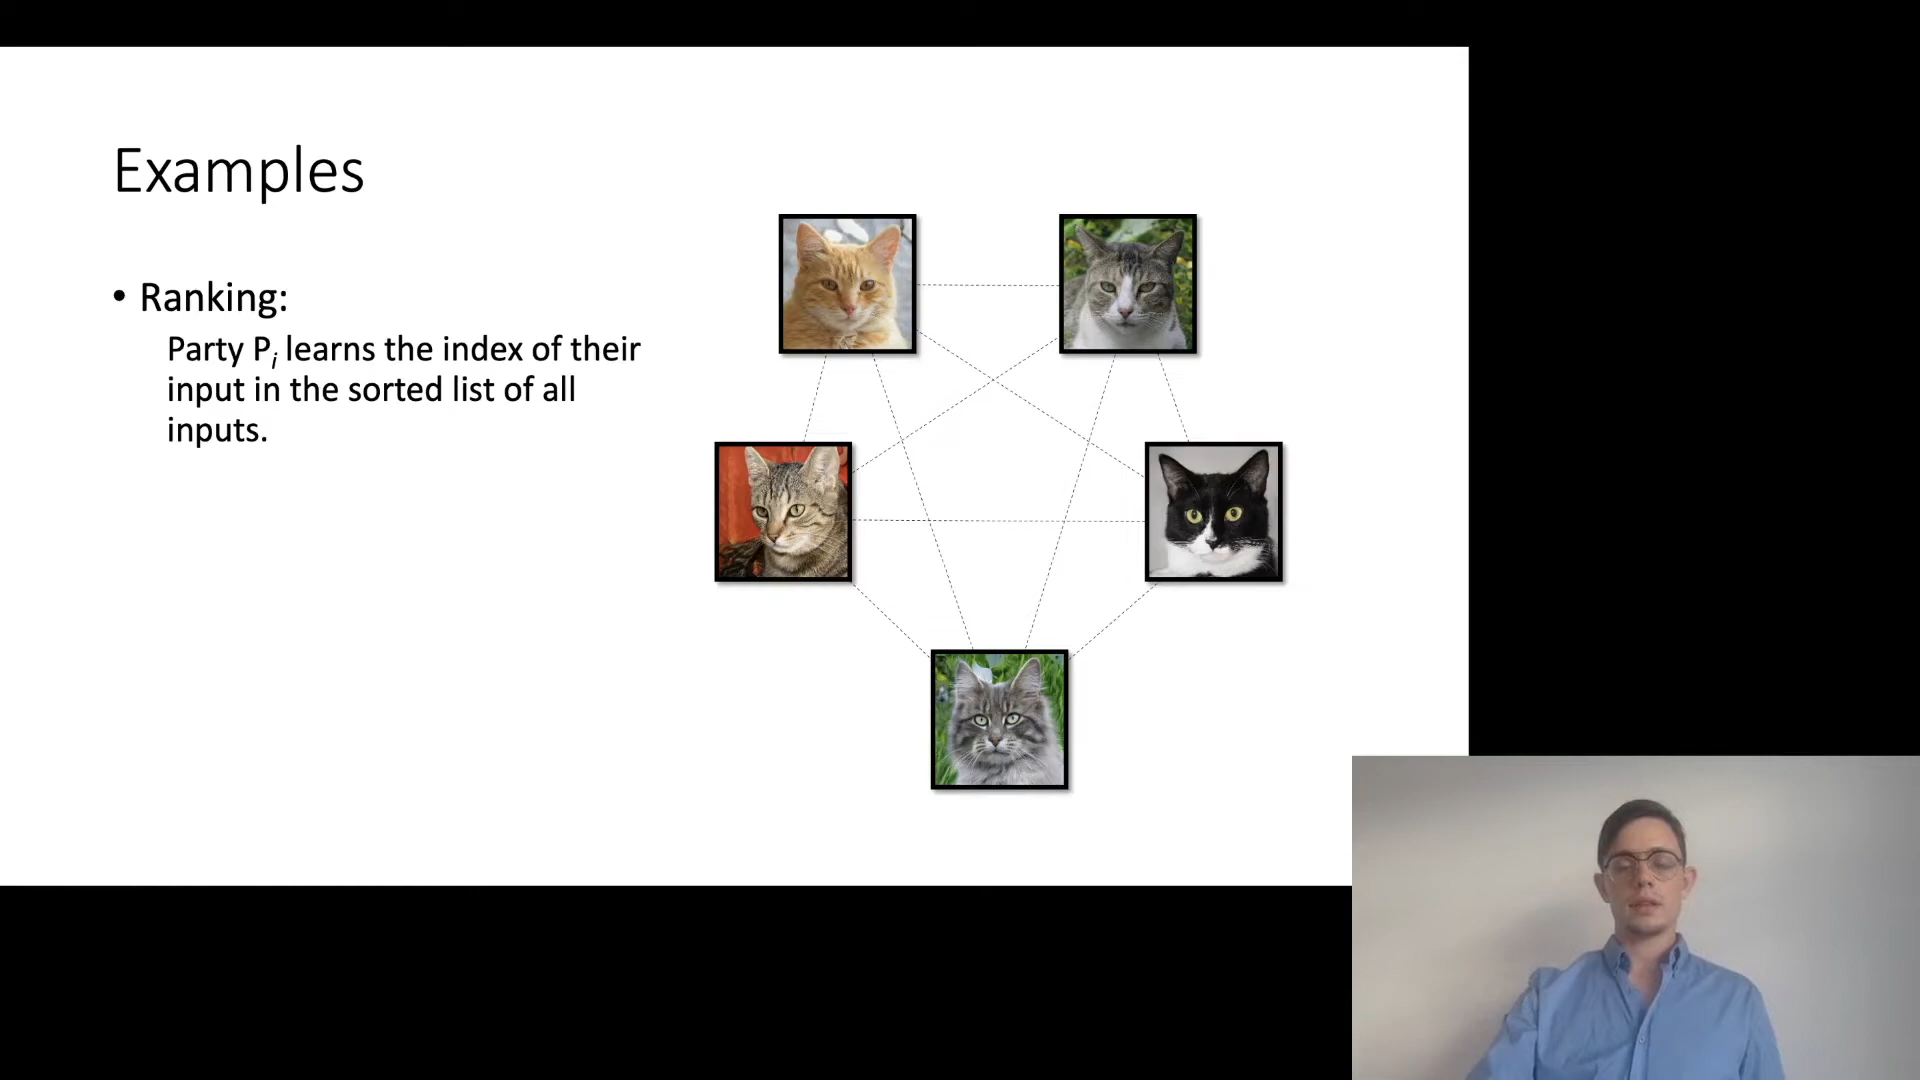 Examples
• Ranking:
Party Pi learns the index of their
input in the sorted list of all
inputs.